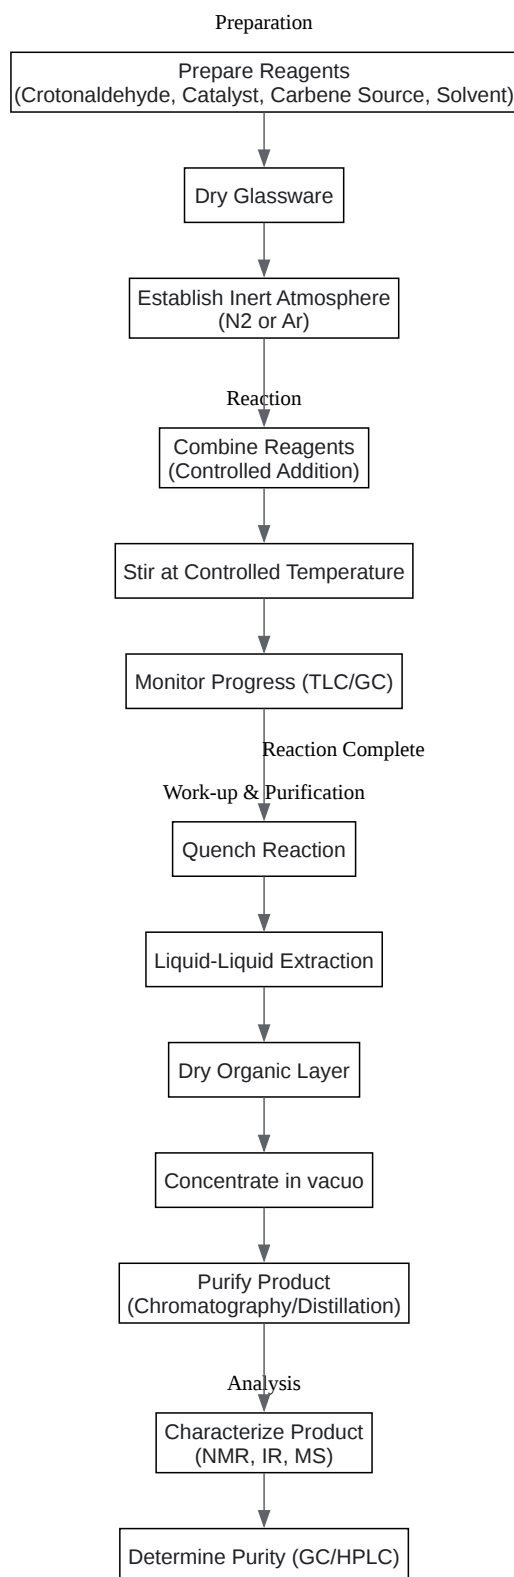 Preparation
Prepare Reagents
(Crotonaldehyde, Catalyst, Carbene Source, Solvent)
Dry Glassware
Establish Inert Atmosphere
(N2 or Ar)
Reaction
Combine Reagents
(Controlled Addition)
Stir at Controlled Temperature
Monitor Progress (TLC/GC)
Reaction Complete
Work-up & Purification
Quench Reaction
Liquid-Liquid Extraction
Dry Organic Layer
Concentrate in vacuo
Purify Product
(Chromatography/Distillation)
Analysis
Characterize Product
(NMR, IR, MS)
Determine Purity (GC/HPLC)